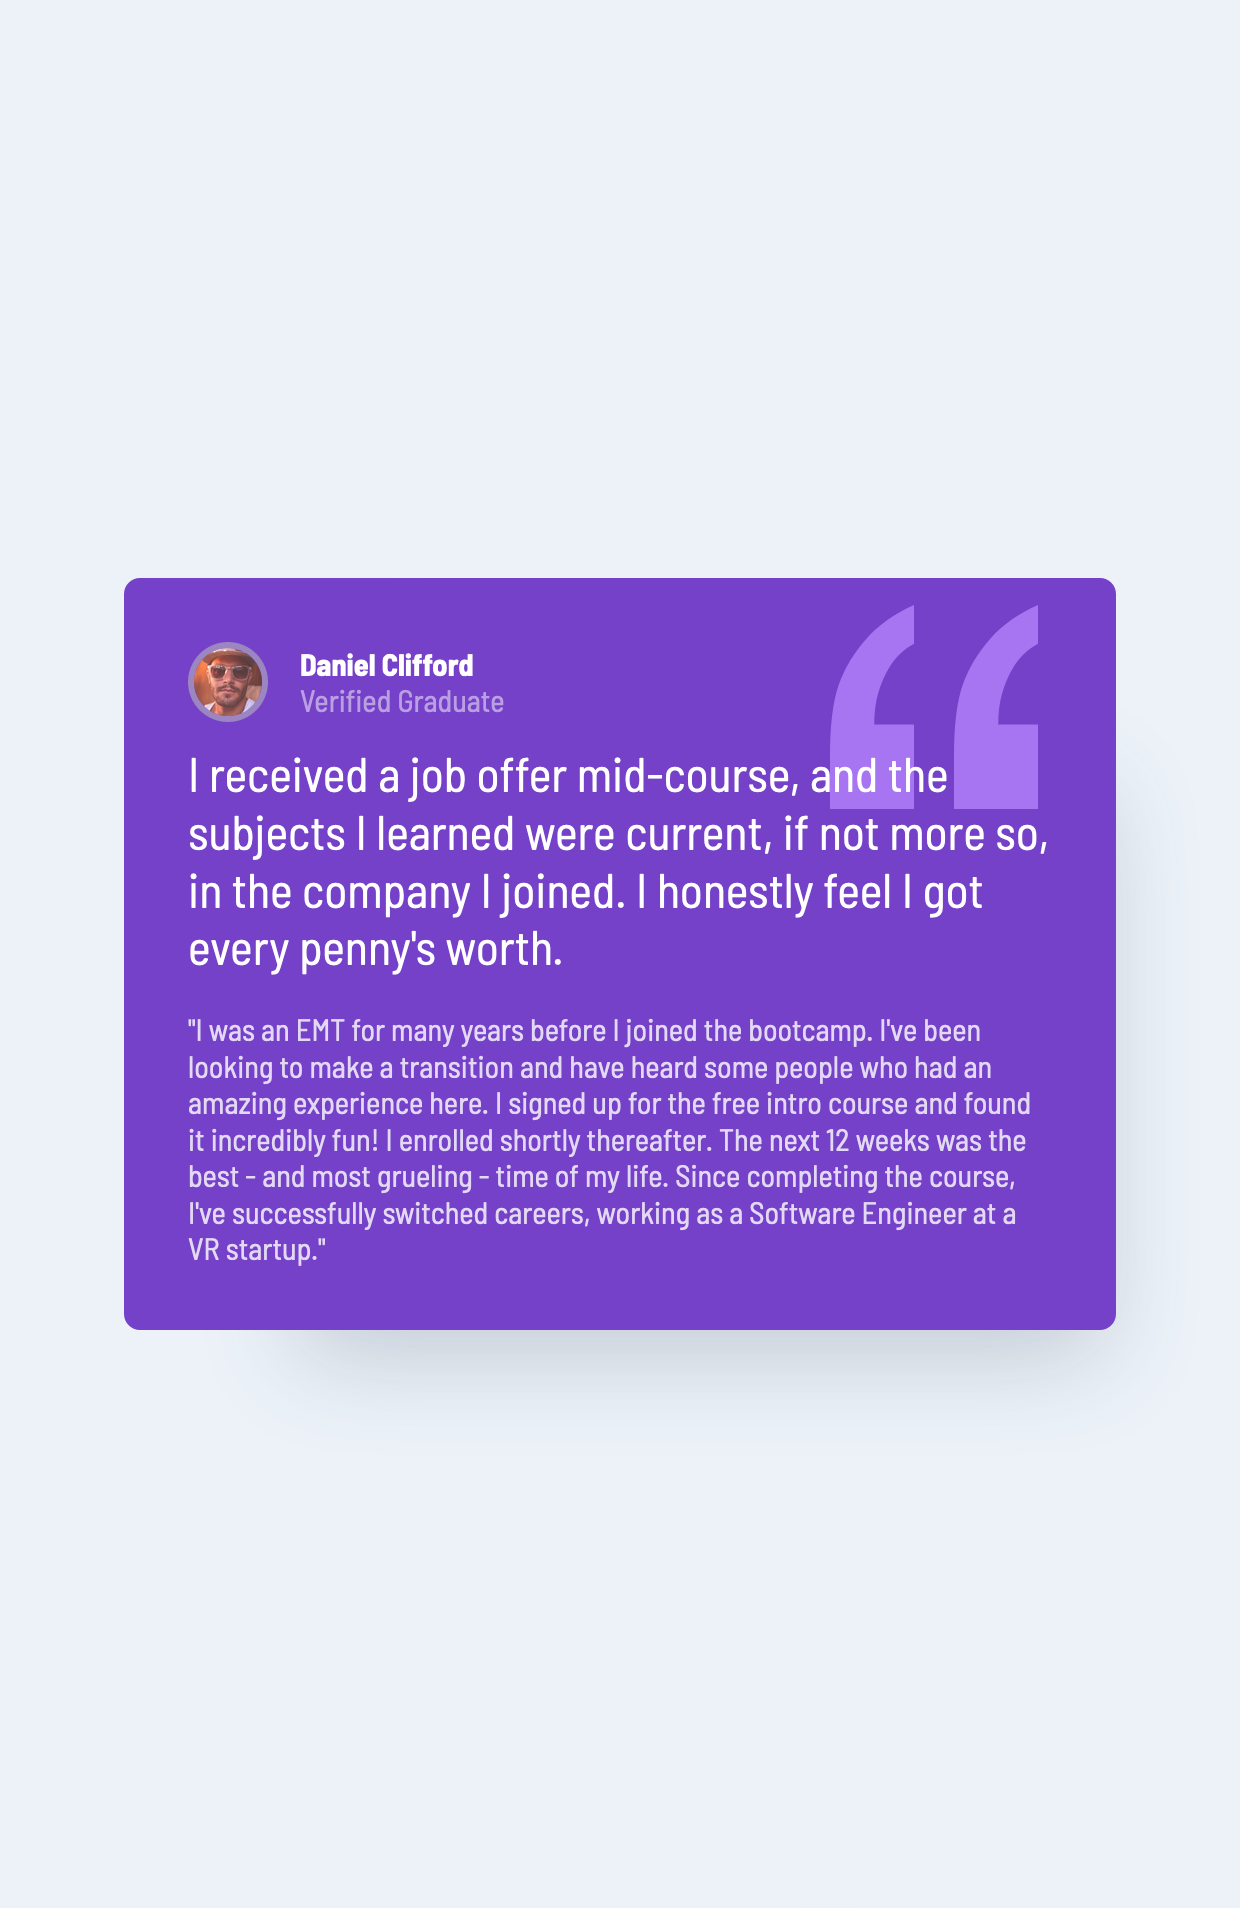 Daniel Clifford
Verified Graduate
I received a job offer mid-course, and the
subjects I learned were current, if not more so,
in the company I joined. I honestly feel I got
every penny's worth.
"I was an EMT for many years before I joined the bootcamp. I've been
looking to make a transition and have heard some people who had an
amazing experience here. I signed up for the free intro course and found
it incredibly fun! I enrolled shortly thereafter. The next 12 weeks was the
best - and most grueling - time of my life. Since completing the course,
I've successfully switched careers, working as a Software Engineer at a
VR startup."